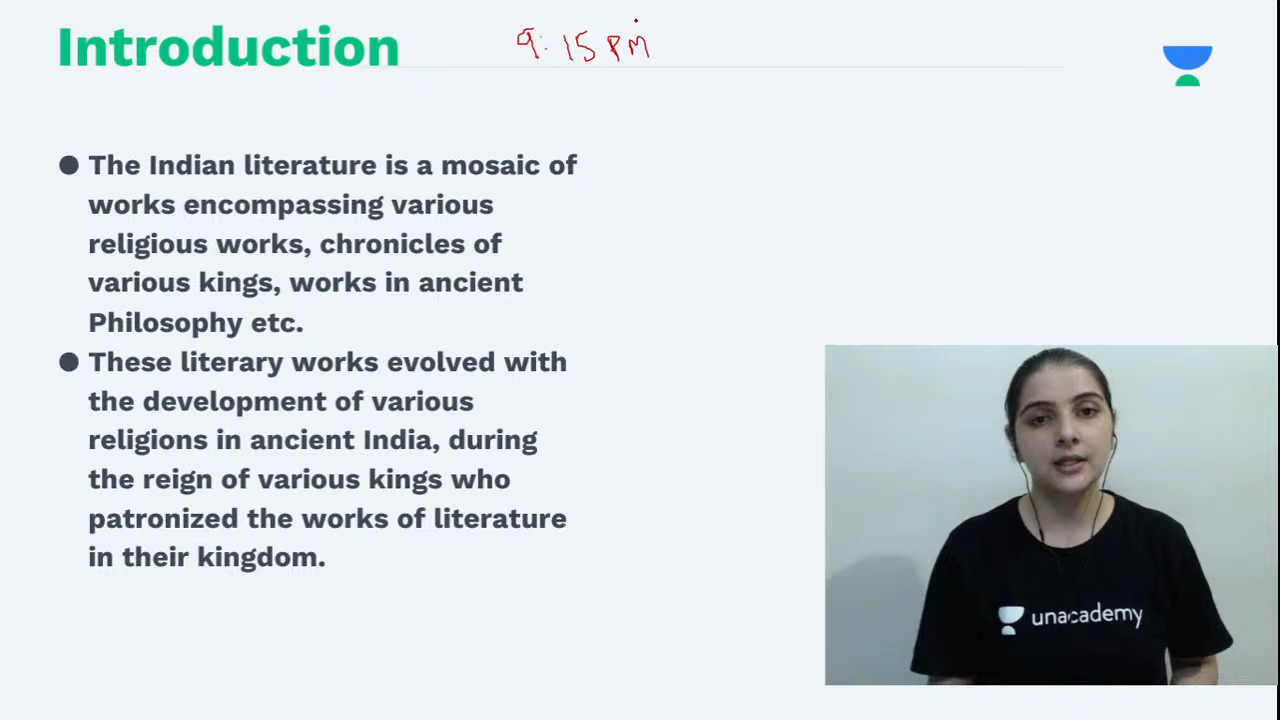 Introduction
9:15 PM
● The Indian literature is a mosaic of
works encompassing various
religious works, chronicles of
various kings, works in ancient
Philosophy etc.
● These literary works evolved with
the development of various
religions in ancient India, during
the reign of various kings who
patronized the works of literature
in their kingdom.
unacademy